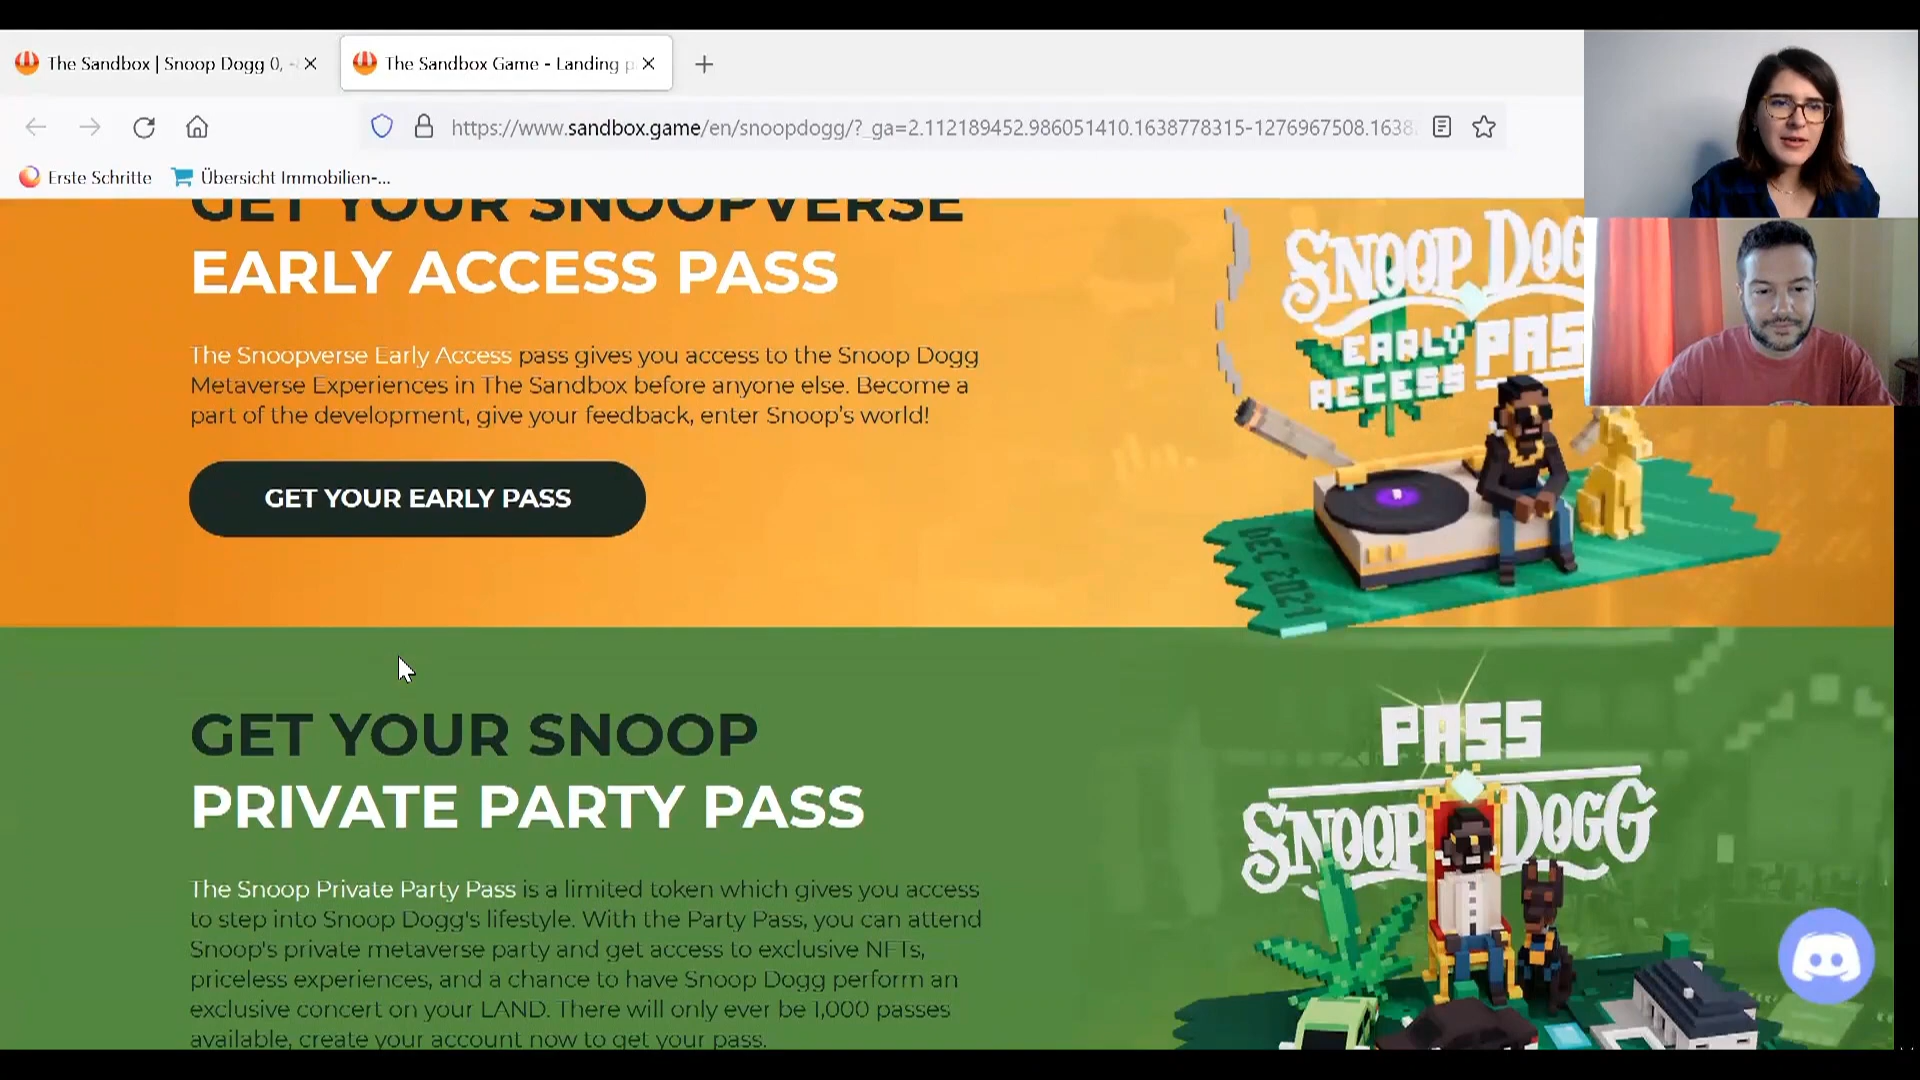 The Sandbox | Snoop Dogg 0,
The Sandbox Game - Landing p
https://www.sandbox.game/en/snoopdogg/?_ga=2.112189452.986051410.1638778315-1276967508.1638
Erste Schritte
Übersicht Immobilien-...
GET YOUR SNOOPVERSE
EARLY ACCESS PASS
The Snoopverse Early Access pass gives you access to the Snoop Dogg
Metaverse Experiences in The Sandbox before anyone else. Become a
part of the development, give your feedback, enter Snoop's world!
GET YOUR EARLY PASS
SNOOP DOG
EARLY
ACCESS
PAS
DEC 2021
GET YOUR SNOOP
PRIVATE PARTY PASS
The Snoop Private Party Pass is a limited token which gives you access
to step into Snoop Dogg's lifestyle. With the Party Pass, you can attend
Snoop's private metaverse party and get access to exclusive NFTs,
priceless experiences, and a chance to have Snoop Dogg perform an
exclusive concert on your LAND. There will only ever be 1,000 passes
available, create your account now to get your pass.
PASS
SNOOP DOGG